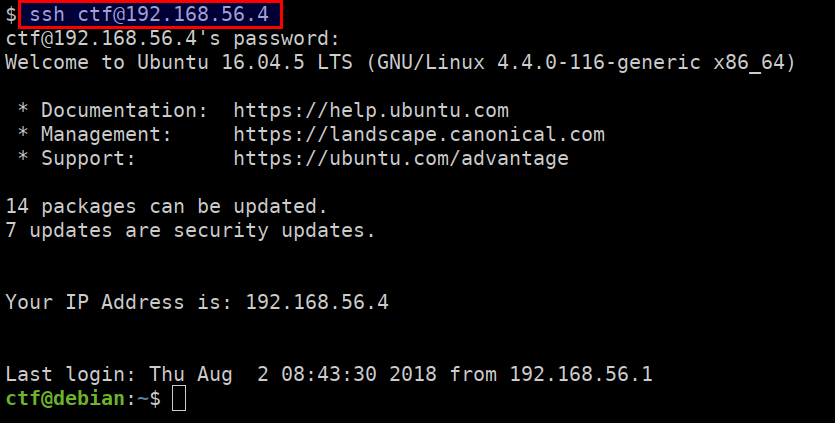 $ ssh ctf@192.168.56.4
ctf@192.168.56.4's password:
Welcome to Ubuntu 16.04.5 LTS (GNU/Linux 4.4.0-116-generic x86_64)
* Documentation:  https://help.ubuntu.com
* Management:     https://landscape.canonical.com
* Support:        https://ubuntu.com/advantage
14 packages can be updated.
7 updates are security updates.
Your IP Address is: 192.168.56.4
Last login: Thu Aug  2 08:43:30 2018 from 192.168.56.1
ctf@debian:~$